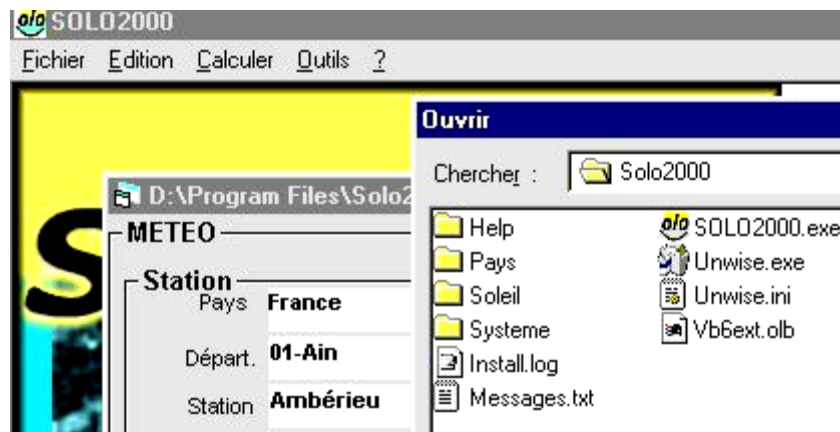 SOLO2000
Fichier Edition Calculer Outils ?
Ouvrir
Chercher : Solo2000
D:\Program Files\Solo2
METEO
Station
Pays France
Départ. 01-Ain
Station Ambérieu
Help
Pays
Soleil
Systeme
Install.log
Messages.txt
SOLO2000.exe
Unwise.exe
Unwise.ini
Vb6ext.olb
S